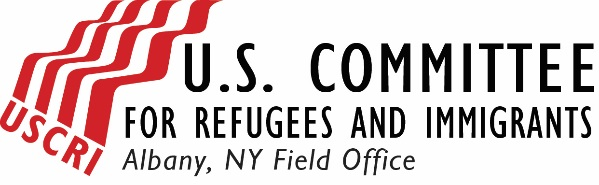 USCRI
U.S. COMMITTEE
FOR REFUGEES AND IMMIGRANTS
Albany, NY Field Office